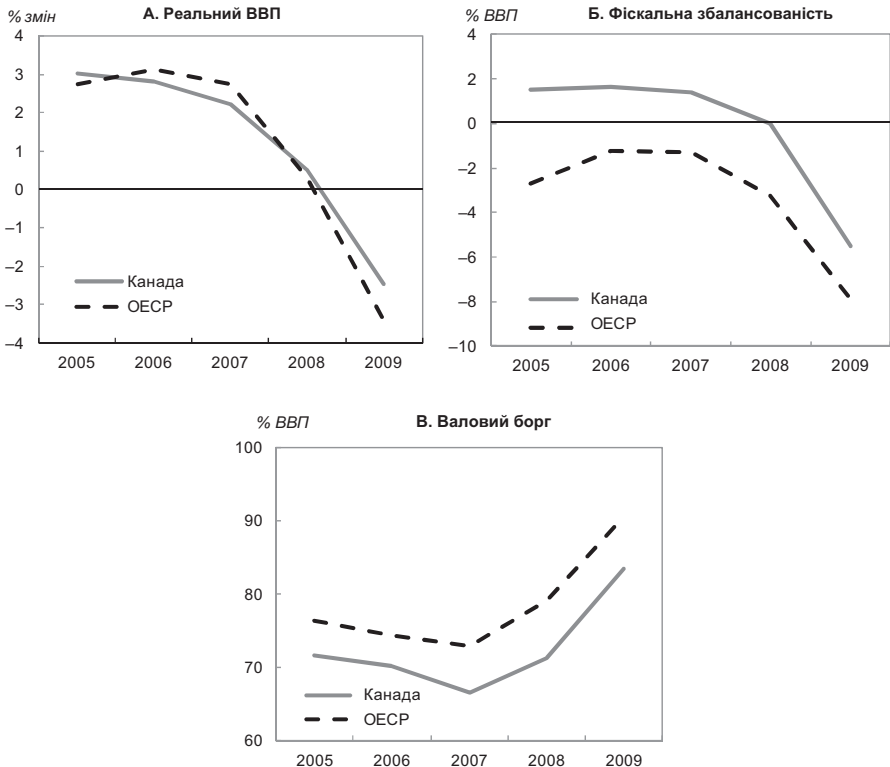 % змін
А. Реальний ВВП
4
3
2
1
0
–1
–2
–3
–4
Канада
ОЕСР
2005 2006 2007 2008 2009
% ВВП
Б. Фіскальна збалансованість
4
2
0
–2
–4
–6
–8
–10
Канада
ОЕСР
2005 2006 2007 2008 2009
% ВВП
В. Валовий борг
100
90
80
70
60
Канада
ОЕСР
2005 2006 2007 2008 2009